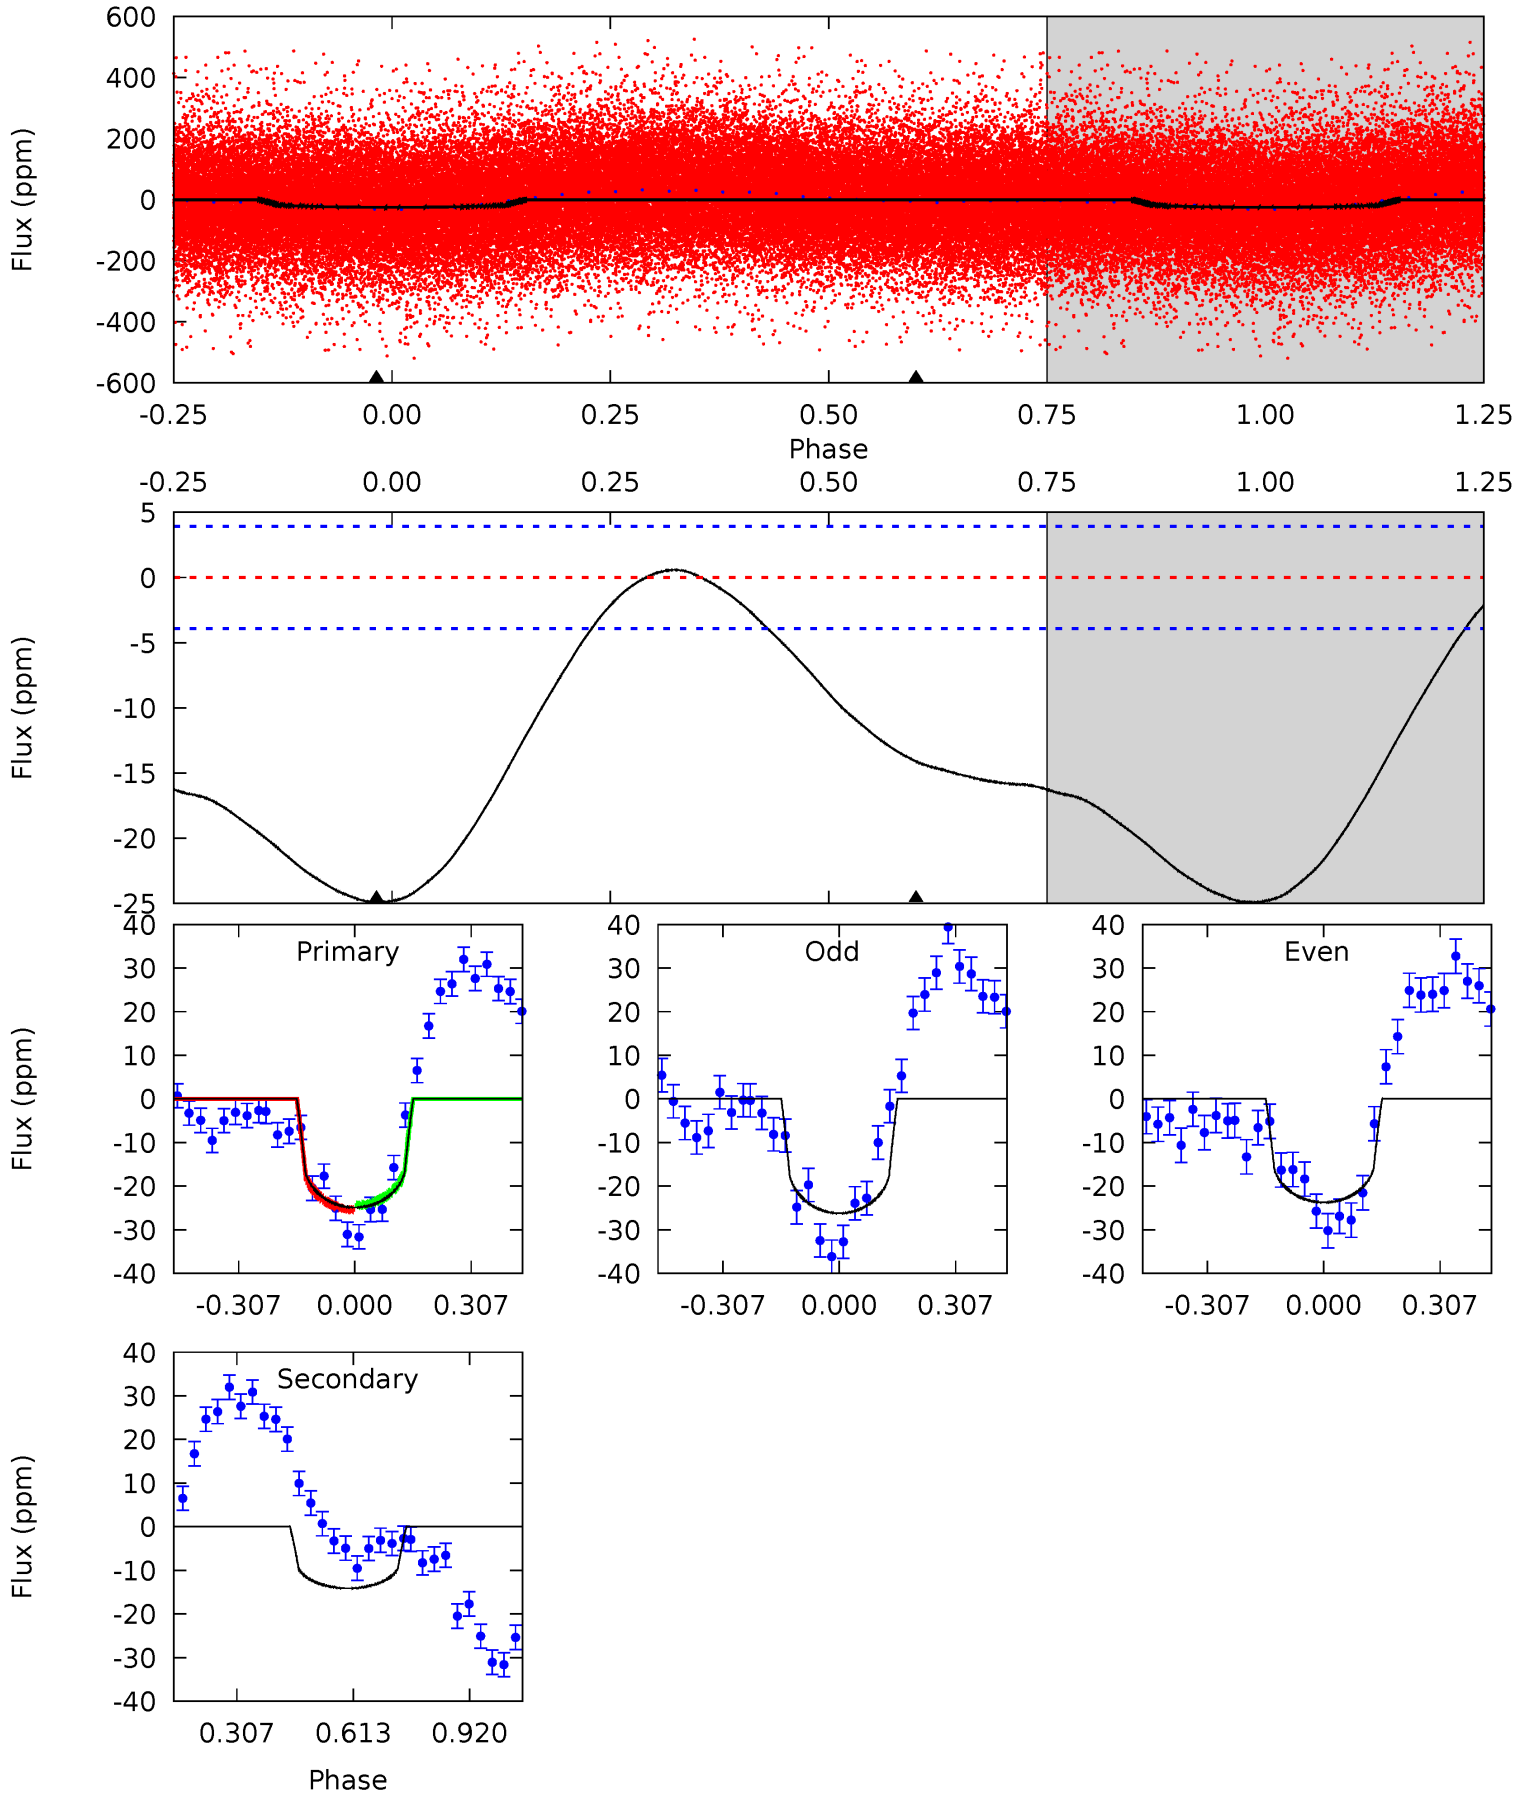 600
400
200
0
-200
-400
-600
Flux (ppm)
-0.25 0.00 0.25 0.50 0.75 1.00 1.25
Phase
-0.25 0.00 0.25 0.50 0.75 1.00 1.25
5
0
-5
-10
-15
-20
-25
Flux (ppm)
Primary Odd Even
40 40 40
30 30 30
20 20 20
10 10 10
0 0 0
-10 -10 -10
-20 -20 -20
-30 -30 -30
-40 -40 -40
Flux (ppm)
-0.307 0.000 0.307 -0.307 0.000 0.307 -0.307 0.000 0.307
Secondary
40
30
20
10
0
-10
-20
-30
-40
Flux (ppm)
0.307 0.613 0.920
Phase